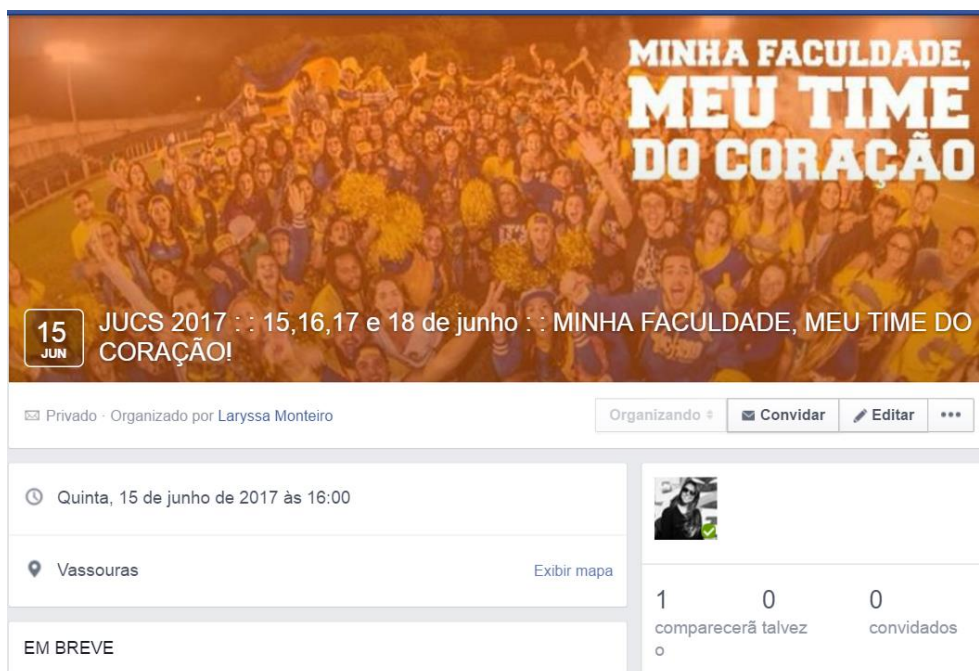 MINHA FACULDADE,
MEU TIME
DO CORAÇÃO
15
JUN
JUCS 2017 : : 15,16,17 e 18 de junho : : MINHA FACULDADE, MEU TIME DO
CORAÇÃO!
Privado · Organizado por Laryssa Monteiro
Organizando
Convidar
Editar
Quinta, 15 de junho de 2017 às 16:00
Vassouras
Exibir mapa
EM BREVE
1 0 0
comparecerã talvez convidados
o